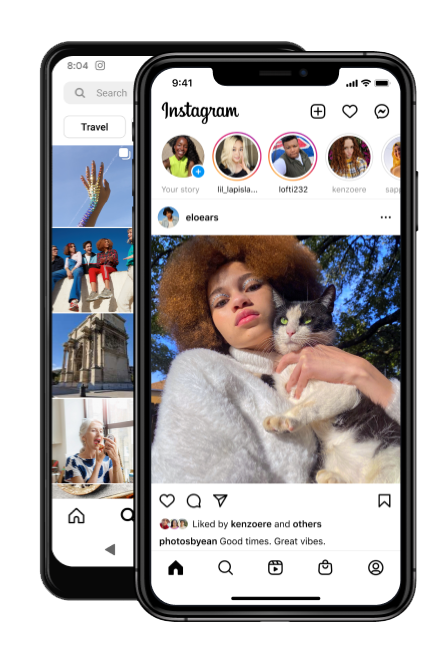 8:04
Search
Travel
9:41
Instagram
Your story
lil_lapisla...
lofti232
kenzoere
sap
eloears
Liked by kenzoere and others
photosbyean Good times. Great vibes.